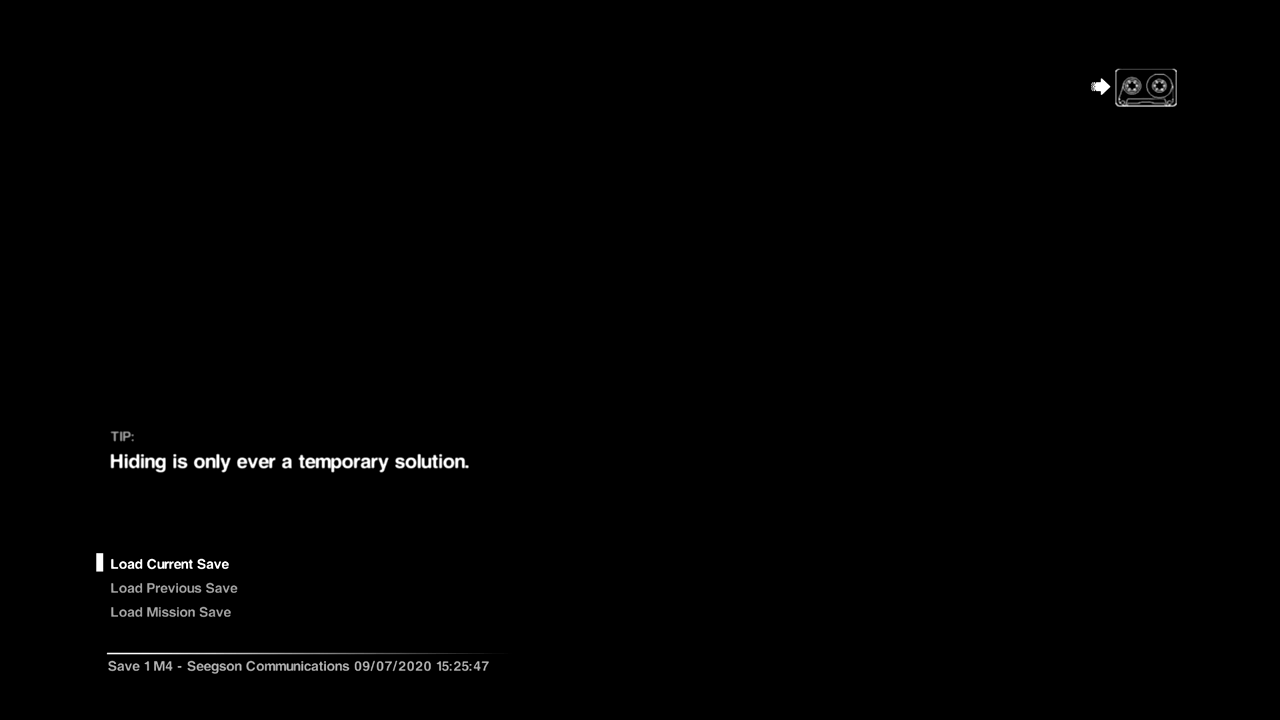 TIP:
Hiding is only ever a temporary solution.
Load Current Save
Load Previous Save
Load Mission Save
Save 1 M4 - Seegson Communications 09/07/2020 15:25:47